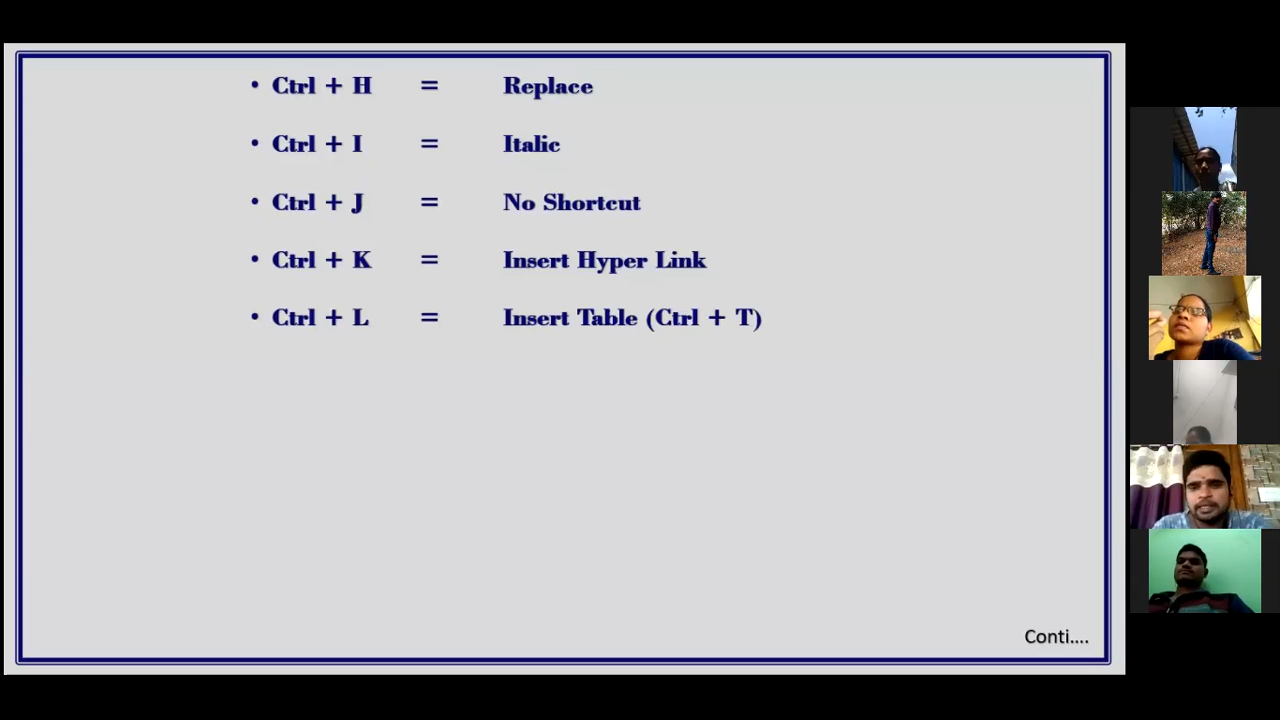 • Ctrl + H = Replace
• Ctrl + I = Italic
• Ctrl + J = No Shortcut
• Ctrl + K = Insert Hyper Link
• Ctrl + L = Insert Table (Ctrl + T)
Conti....